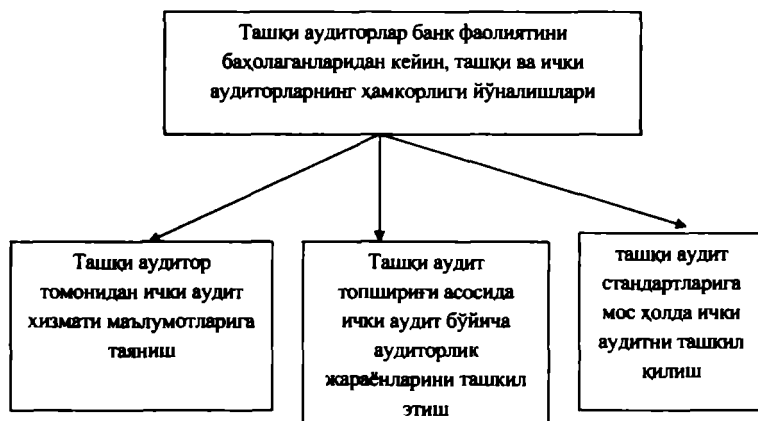 Ташқи аудиторлар банк фаолиятини
баҳолаганларидан кейин, ташқи ва ички
аудиторларнинг ҳамкорлиги йўналишлари
Ташқи аудитор
томонидан ички аудит
хизмати маълумотларига
таяниш
Ташқи аудит
топшириғи асосида
ички аудит бўйича
аудиторлик
жараёнларини ташкил
этиш
ташқи аудит
стандартларига
мос ҳолда ички
аудитни ташкил
қилиш